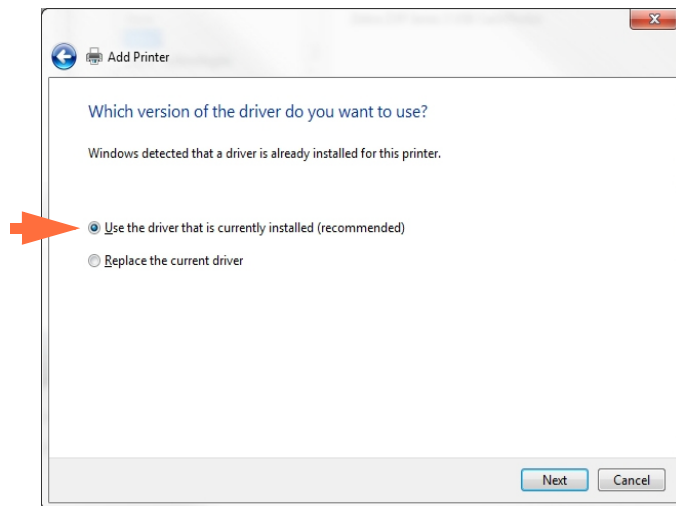 Add Printer
Which version of the driver do you want to use?
Windows detected that a driver is already installed for this printer.
Use the driver that is currently installed (recommended)
Replace the current driver
Next Cancel